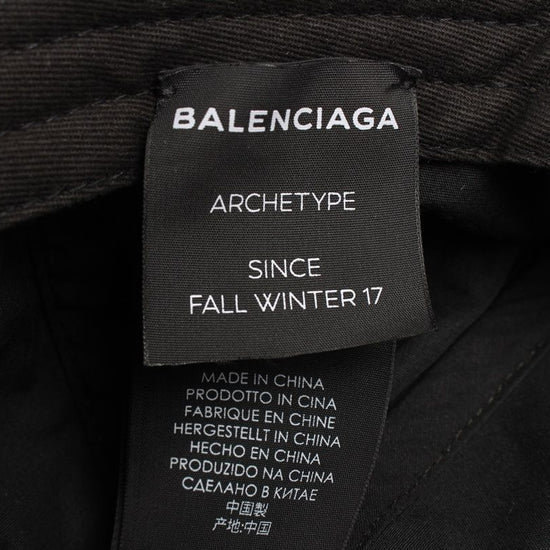 BALENCIAGA
ARCHETYPE
SINCE
FALL WINTER 17
MADE IN CHINA
PRODOTTO IN CINA
FABRIQUE EN CHINE
HERGESTELLT IN CHINA
HECHO EN CHINA
PRODUZIDO NA CHINA
СДЕЛАНО В КИТАЕ
中国製
产地:中国